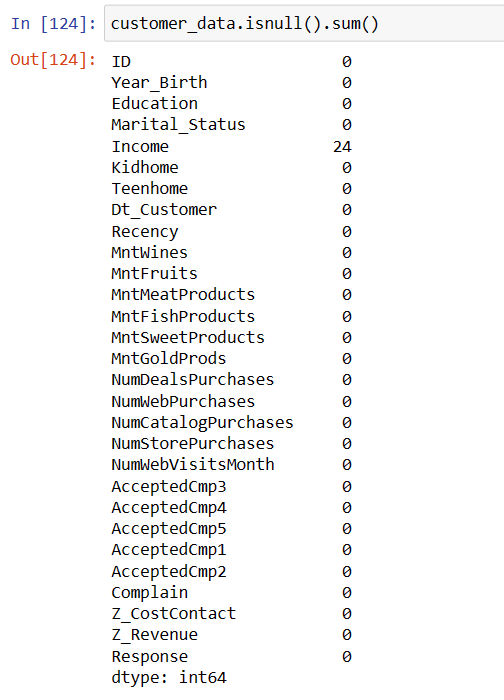 In [124]: customer_data.isnull().sum()
Out[124]: ID 0
Year_Birth 0
Education 0
Marital_Status 0
Income 24
Kidhome 0
Teenhome 0
Dt_Customer 0
Recency 0
MntWines 0
MntFruits 0
MntMeatProducts 0
MntFishProducts 0
MntSweetProducts 0
MntGoldProds 0
NumDealsPurchases 0
NumWebPurchases 0
NumCatalogPurchases 0
NumStorePurchases 0
NumWebVisitsMonth 0
AcceptedCmp3 0
AcceptedCmp4 0
AcceptedCmp5 0
AcceptedCmp1 0
AcceptedCmp2 0
Complain 0
Z_CostContact 0
Z_Revenue 0
Response 0
dtype: int64